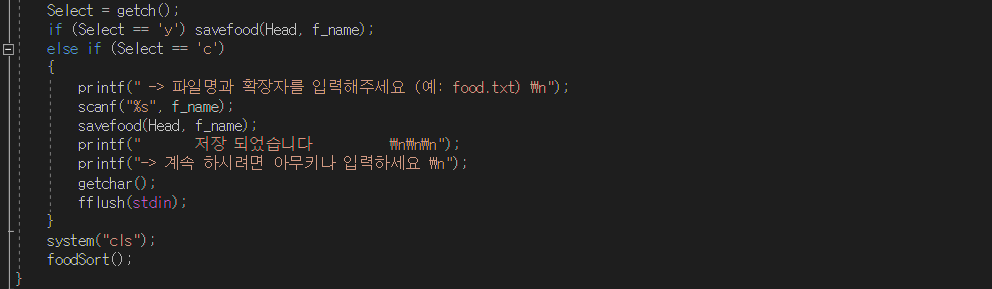 Select = getch();
if (Select == 'y') savefood(Head, f_name);
else if (Select == 'c')
{
printf(" -> 파일명과 확장자를 입력해주세요 (예: food.txt) ₩n");
scanf("%s", f_name);
savefood(Head, f_name);
printf("       저장 되었습니다          ₩n₩n₩n");
printf("-> 계속 하시려면 아무키나 입력하세요 ₩n");
getchar();
fflush(stdin);
}
system("cls");
foodSort();
}